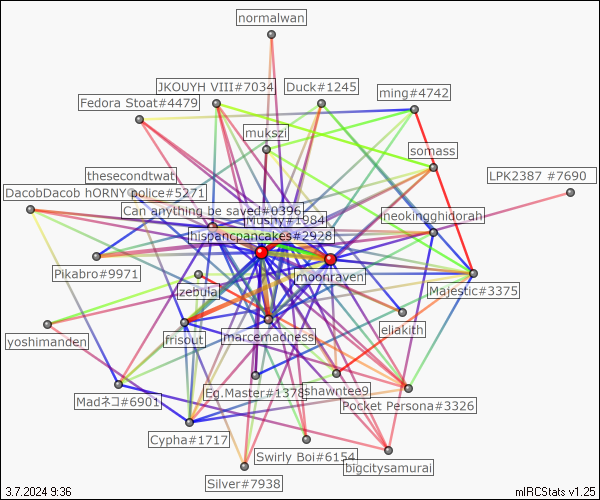 normalwan
JKOUYH VIII#7034
Duck#1245
ming#4742
Fedora Stoat#4479
mukszi
somass
thesecondtwat
LPK2387 #7690
DacobDacob hORNY police#5271
Can anything be saved#0396
Mushy#1984
neokingghidorah
hispancpancakes#2928
moonraven
Pikabro#9971
zebulal
Majestic#3375
eliakith
yoshimanden
frisout
marcemadness
Eg.Master#1378
shawntee9
Madネコ#6901
Pocket Persona#3326
Cypha#1717
Swirly Boi#6154
bigcitysamurai
Silver#7938
3.7.2024 9:36
mIRCStats v1.25